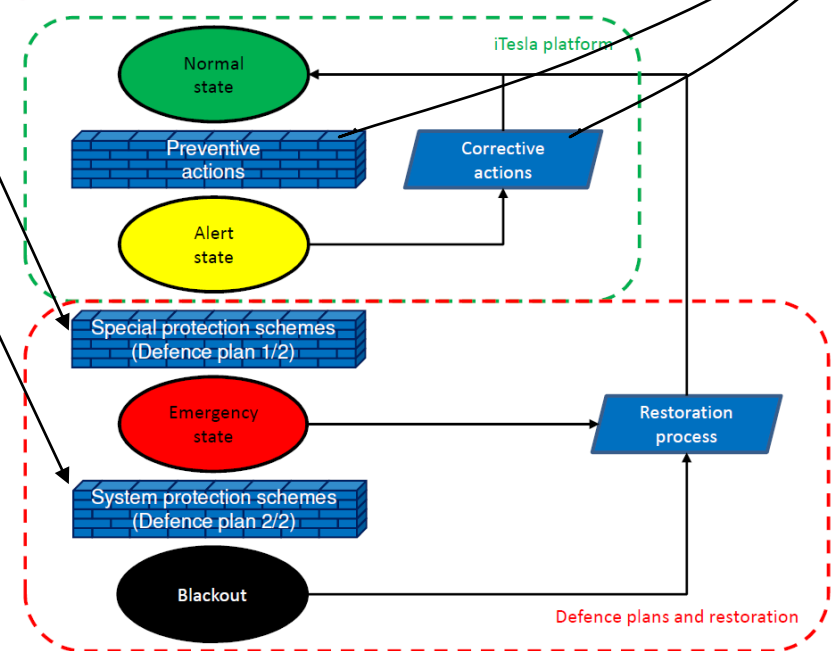 iTesla platform
Normal
state
Preventive
actions
Corrective
actions
Alert
state
Special protection schemes
(Defence plan 1/2)
Emergency
state
Restoration
process
System protection schemes
(Defence plan 2/2)
Blackout
Defence plans and restoration